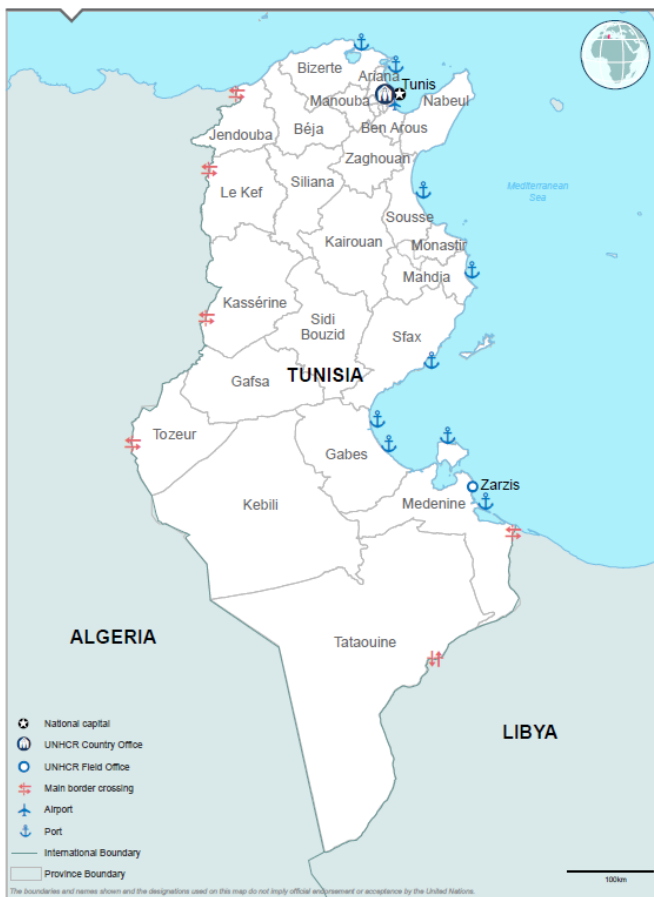 Bizerte
Ariana
Tunis
Manouba
Nabeul
Jendouba
Béja
Ben Arous
Zaghouan
Le Kef
Siliana
Mediterranean
Sea
Sousse
Kairouan
Monastir
Mahdia
Kassérine
Sidi
Bouzid
Sfax
TUNISIA
Gafsa
Tozeur
Gabes
Zarzis
Kebili
Medenine
ALGERIA
Tataouine
LIBYA
National capital
UNHCR Country Office
UNHCR Field Office
Main border crossing
Airport
Port
International Boundary
Province Boundary
100km
The boundaries and names shown and the designations used on this map do not imply official endorsement or acceptance by the United Nations.